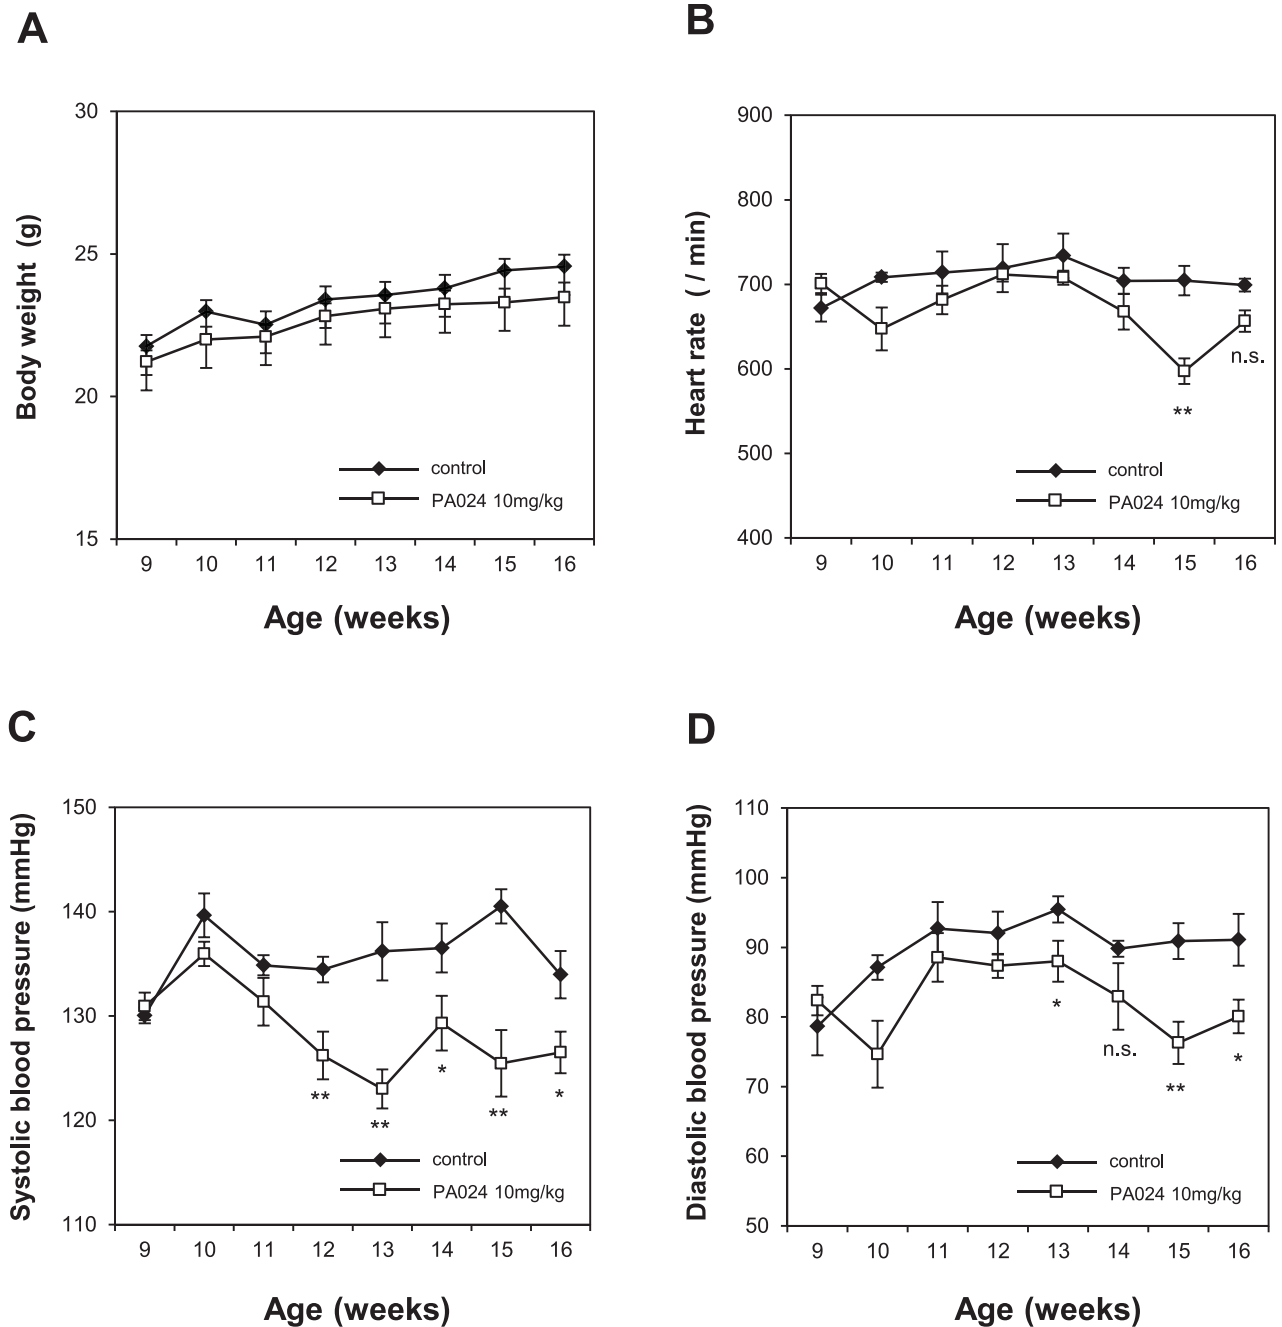 A
30
25
20
15
Body weight (g)
control
PA024 10mg/kg
9 10 11 12 13 14 15 16
Age (weeks)
B
900
800
700
600
500
400
Heart rate ( / min)
n.s.
**
control
PA024 10mg/kg
9 10 11 12 13 14 15 16
Age (weeks)
C
150
140
130
120
110
Systolic blood pressure (mmHg)
** ** * ** *
control
PA024 10mg/kg
9 10 11 12 13 14 15 16
Age (weeks)
D
110
100
90
80
70
60
50
Diastolic blood pressure (mmHg)
* n.s. ** *
control
PA024 10mg/kg
9 10 11 12 13 14 15 16
Age (weeks)